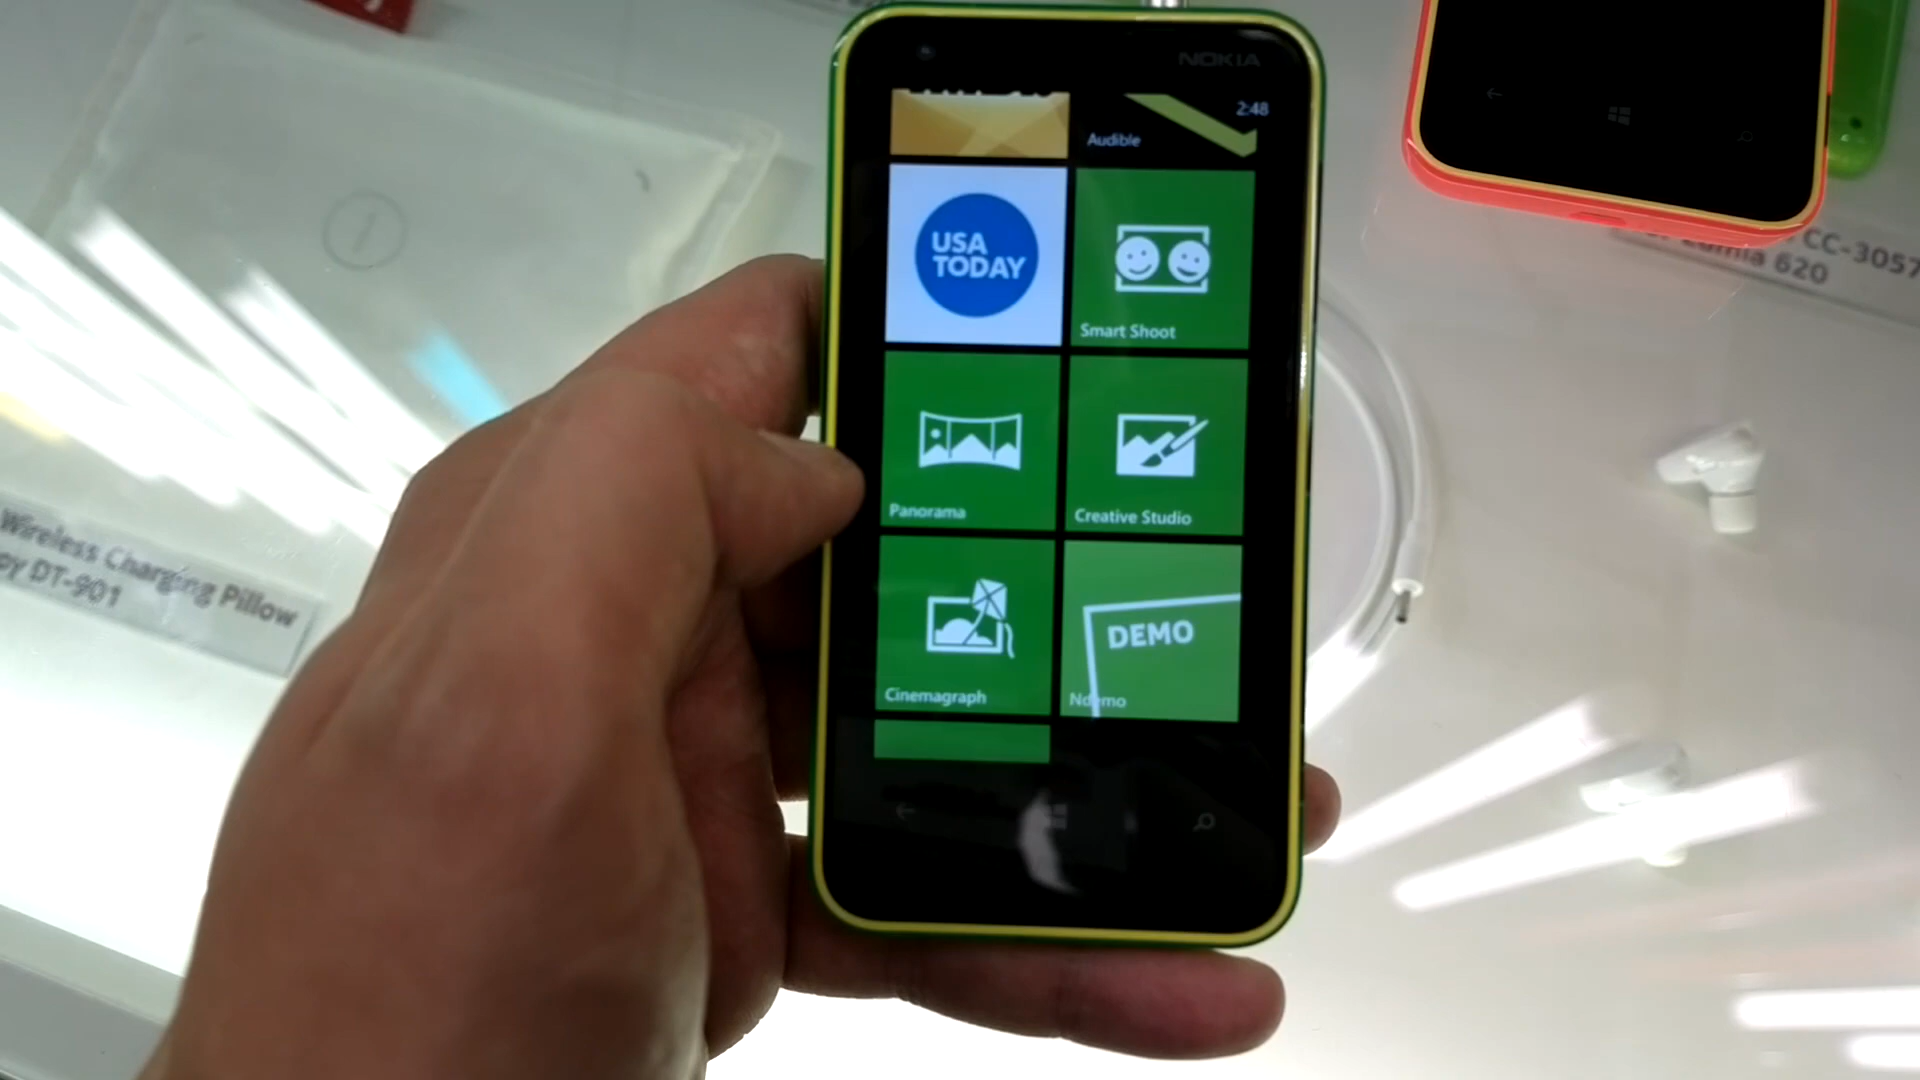 NOKIA
2:48
Audible
USA
TODAY
Smart Shoot
Panorama
Creative Studio
Cinemagraph
DEMO
Ndemo
Wireless Charging Pillow
DT-901
CC-3057
Lumia 620